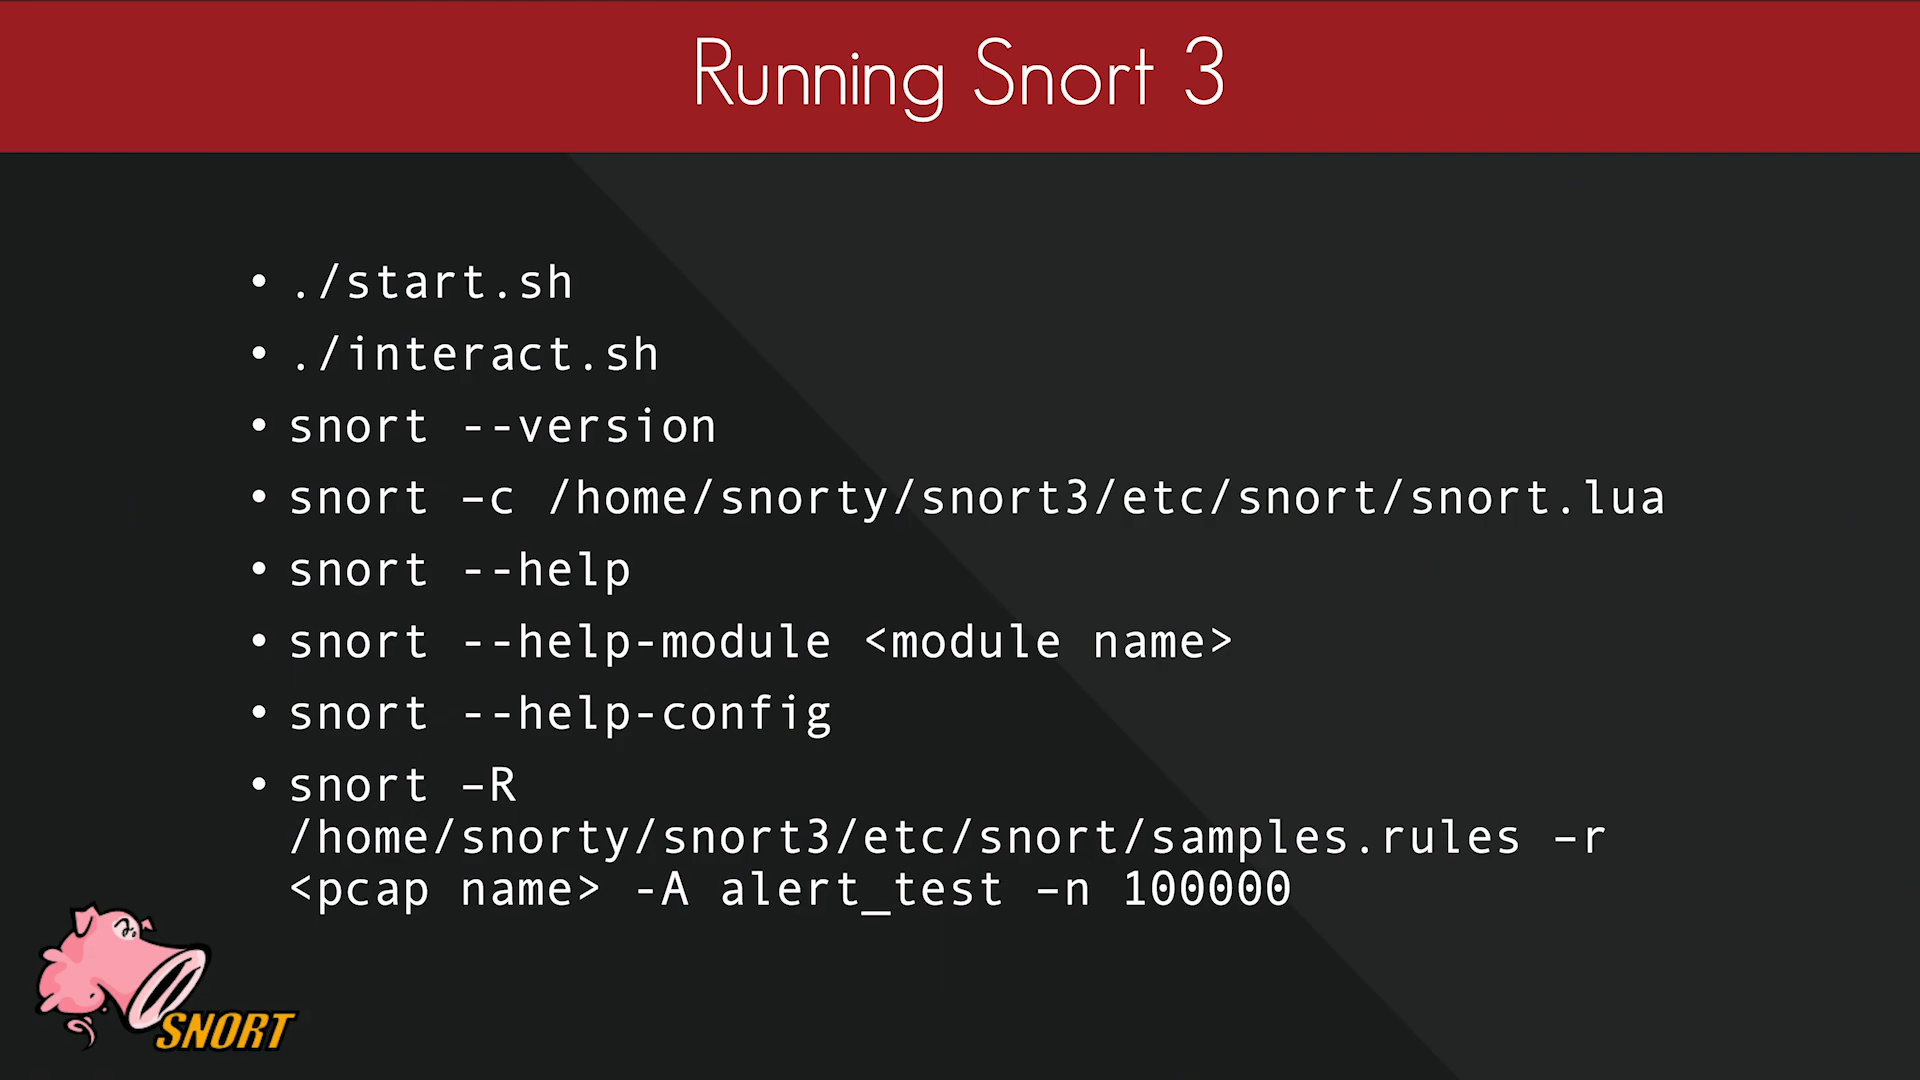 Running Snort 3
• ./start.sh
• ./interact.sh
• snort --version
• snort –c /home/snorty/snort3/etc/snort/snort.lua
• snort --help
• snort --help-module <module name>
• snort --help-config
• snort –R
/home/snorty/snort3/etc/snort/samples.rules –r
<pcap name> -A alert_test –n 100000
SNORT